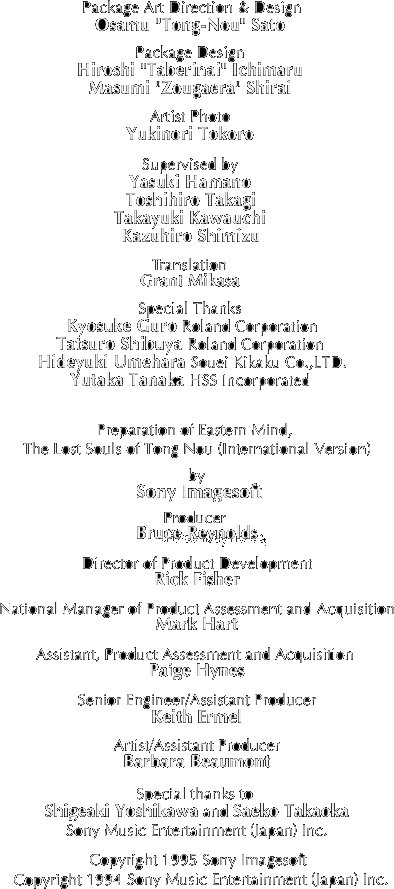 Package Art Direction & Design
Osamu "Tong-Nou" Sato
Package Design
Hiroshi "Taberinai" Ichimaru
Masumi "Zougaera" Shirai
Artist Photo
Yukinori Tokoro
Supervised by
Yasuki Hamano
Toshihiro Takagi
Takayuki Kawauchi
Kazuhiro Shimizu
Translation
Grant Mikasa
Special Thanks
Kyosuke Guro Roland Corporation
Tatsuro Shibuya Roland Corporation
Hideyuki Umehara Souei Kikaku Co.,LTD.
Yutaka Tanaka HSS Incorporated
Preparation of Eastern Mind,
The Lost Souls of Tong Nou (International Version)
by
Sony Imagesoft
Producer
Bruce Reynolds,
Director of Product Development
Rick Fisher
National Manager of Product Assessment and Acquisition
Mark Hart
Assistant, Product Assessment and Acquisition
Paige Hynes
Senior Engineer/Assistant Producer
Keith Ermel
Artist/Assistant Producer
Barbara Beaumont
Special thanks to
Shigeaki Yoshikawa and Saeko Takaoka
Sony Music Entertainment (Japan) Inc.
Copyright 1995 Sony Imagesoft
Copyright 1994 Sony Music Entertainment (Japan) Inc.